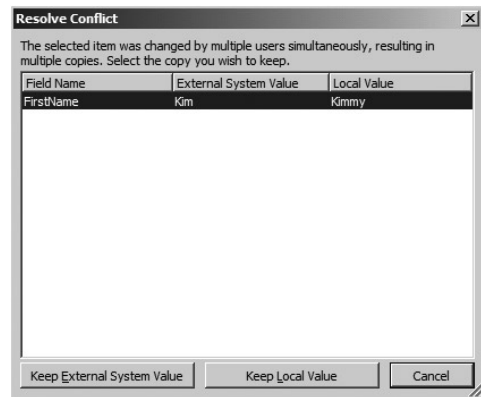 Resolve Conflict
The selected item was changed by multiple users simultaneously, resulting in
multiple copies. Select the copy you wish to keep.
Field Name External System Value Local Value
FirstName Kim Kimmy
Keep External System Value Keep Local Value Cancel